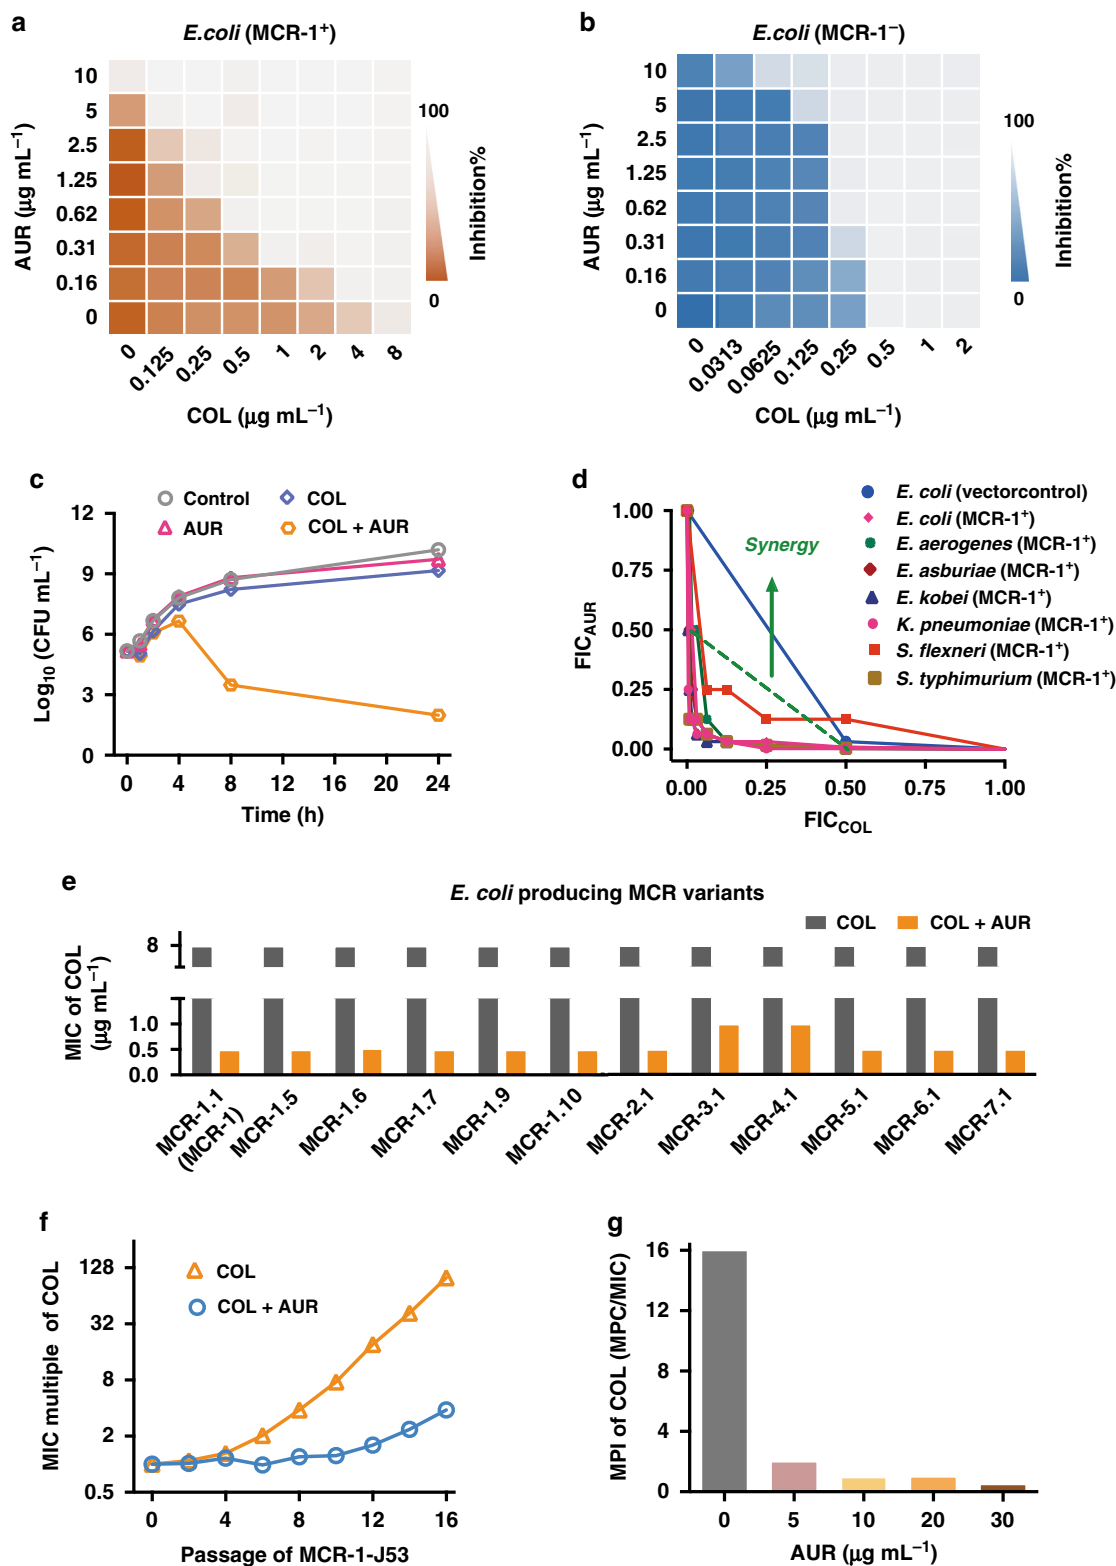 a
E.coli (MCR-1+)
10
5
2.5
1.25
0.62
0.31
0.16
0
AUR (μg mL−1)
0
0.125
0.25
0.5
1
2
4
8
COL (μg mL−1)
100
0
Inhibition%
b
E.coli (MCR-1−)
10
5
2.5
1.25
0.62
0.31
0.16
0
AUR (μg mL−1)
0
0.0313
0.0625
0.125
0.25
0.5
1
2
COL (μg mL−1)
100
0
Inhibition%
c
Control
COL
AUR
COL + AUR
12
9
6
3
0
Log10 (CFU mL−1)
0
4
8
12
16
20
24
Time (h)
d
1.00
0.75
0.50
0.25
0.00
FICAUR
Synergy
0.00
0.25
0.50
0.75
1.00
FICCOL
E. coli (vectorcontrol)
E. coli (MCR-1+)
E. aerogenes (MCR-1+)
E. asburiae (MCR-1+)
E. kobei (MCR-1+)
K. pneumoniae (MCR-1+)
S. flexneri (MCR-1+)
S. typhimurium (MCR-1+)
e
E. coli producing MCR variants
COL
COL + AUR
8
1.0
0.5
0.0
MIC of COL
(μg mL−1)
MCR-1.1
(MCR-1)
MCR-1.5
MCR-1.6
MCR-1.7
MCR-1.9
MCR-1.10
MCR-2.1
MCR-3.1
MCR-4.1
MCR-5.1
MCR-6.1
MCR-7.1
f
COL
COL + AUR
128
32
8
2
0.5
MIC multiple of COL
0
4
8
12
16
Passage of MCR-1-J53
g
16
12
8
4
0
MPI of COL (MPC/MIC)
0
5
10
20
30
AUR (μg mL−1)